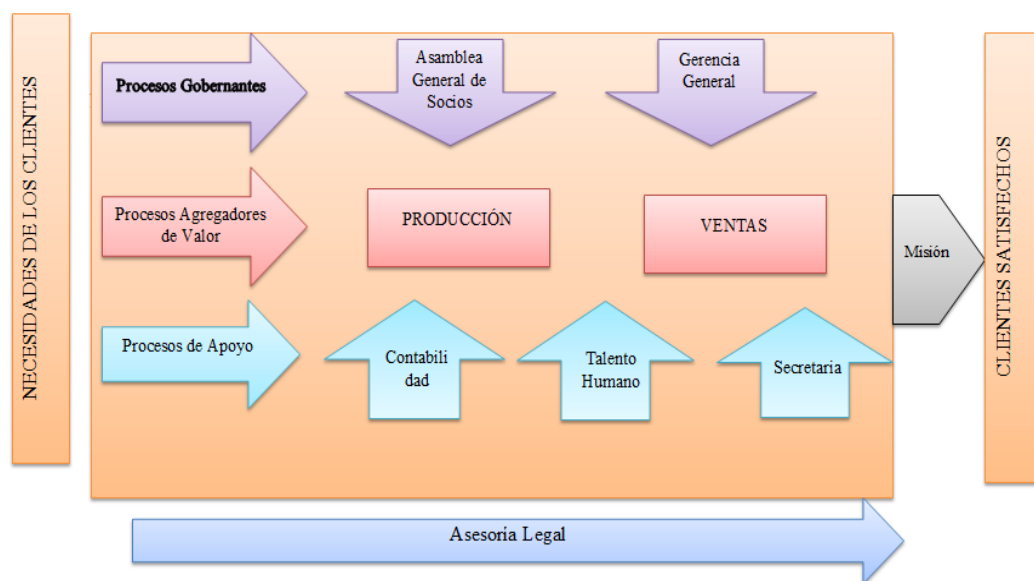 NECESIDADES DE LOS CLIENTES
Procesos Gobernantes
Asamblea
General de
Socios
Gerencia
General
Procesos Agregadores
de Valor
PRODUCCIÓN
VENTAS
Misión
CLIENTES SATISFECHOS
Procesos de Apoyo
Contabili
dad
Talento
Humano
Secretaria
Asesoría Legal